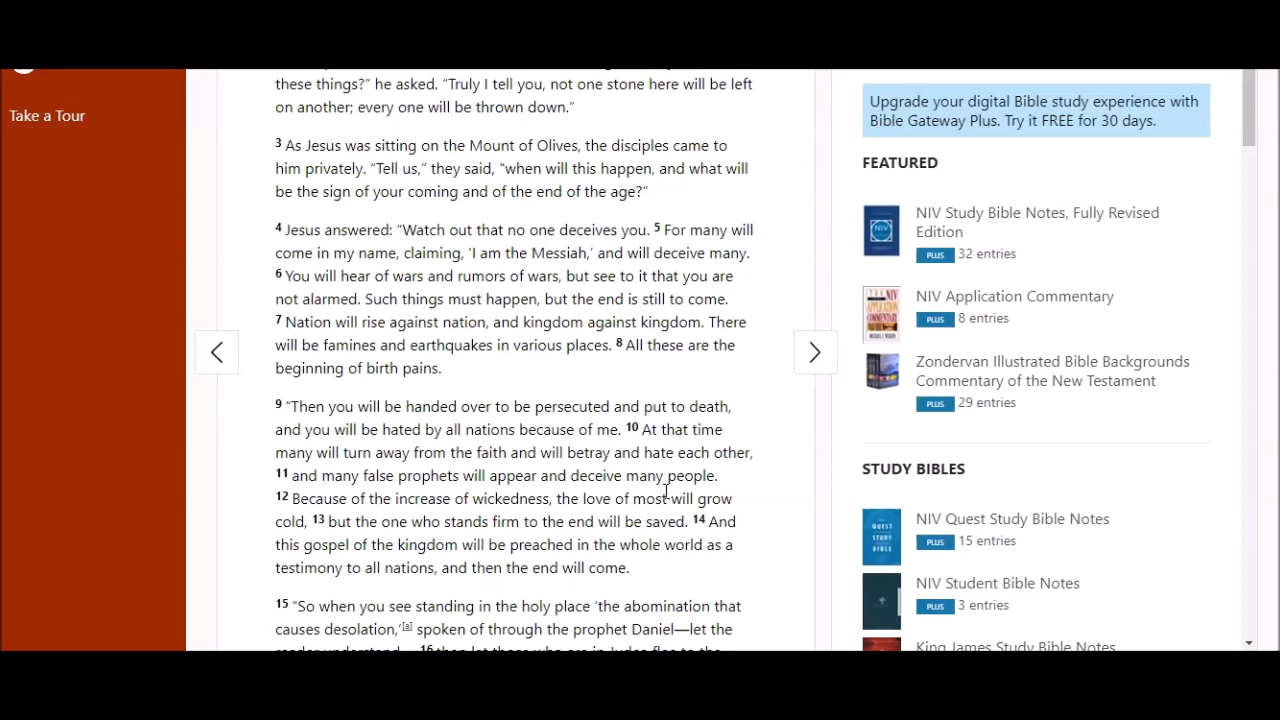 Take a Tour
these things?” he asked. “Truly I tell you, not one stone here will be left
on another; every one will be thrown down.”
3 As Jesus was sitting on the Mount of Olives, the disciples came to
him privately. “Tell us,” they said, “when will this happen, and what will
be the sign of your coming and of the end of the age?”
4 Jesus answered: “Watch out that no one deceives you. 5 For many will
come in my name, claiming, ‘I am the Messiah,’ and will deceive many.
6 You will hear of wars and rumors of wars, but see to it that you are
not alarmed. Such things must happen, but the end is still to come.
7 Nation will rise against nation, and kingdom against kingdom. There
will be famines and earthquakes in various places. 8 All these are the
beginning of birth pains.
9 “Then you will be handed over to be persecuted and put to death,
and you will be hated by all nations because of me. 10 At that time
many will turn away from the faith and will betray and hate each other,
11 and many false prophets will appear and deceive many people.
12 Because of the increase of wickedness, the love of most will grow
cold, 13 but the one who stands firm to the end will be saved. 14 And
this gospel of the kingdom will be preached in the whole world as a
testimony to all nations, and then the end will come.
15 “So when you see standing in the holy place ‘the abomination that
causes desolation,’[a] spoken of through the prophet Daniel—let the
reader understand— 16 then let those who are in Judea flee to the
Upgrade your digital Bible study experience with
Bible Gateway Plus. Try it FREE for 30 days.
FEATURED
NIV
NIV Study Bible Notes, Fully Revised
Edition
PLUS 32 entries
NIV Application Commentary
PLUS 8 entries
Zondervan Illustrated Bible Backgrounds
Commentary of the New Testament
PLUS 29 entries
STUDY BIBLES
QUEST
STUDY
BIBLE
NIV Quest Study Bible Notes
PLUS 15 entries
NIV Student Bible Notes
PLUS 3 entries
King James Study Bible Notes